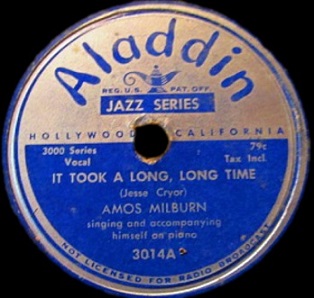 Aladdin
REG. U.S. PAT. OFF.
JAZZ SERIES
HOLLYWOOD CALIFORNIA
3000 Series 79c
Vocal Tax Incl.
IT TOOK A LONG, LONG TIME
(Jesse Cryor)
AMOS MILBURN
singing and accompanying
himself on piano
3014A
NOT LICENSED FOR RADIO BROADCAST